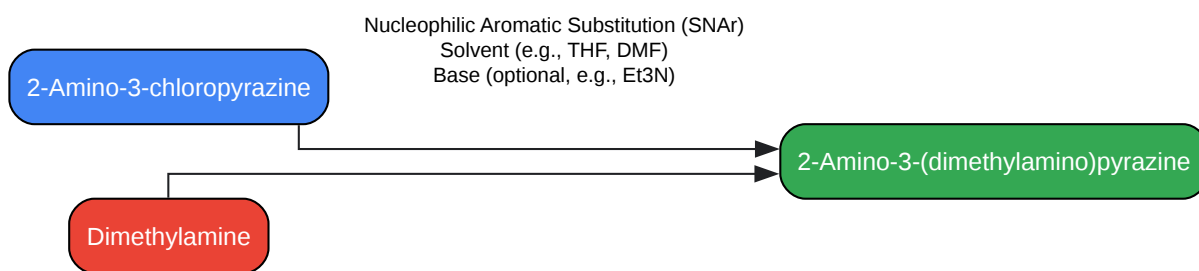 Nucleophilic Aromatic Substitution (SNAr)
Solvent (e.g., THF, DMF)
Base (optional, e.g., Et3N)
2-Amino-3-chloropyrazine
2-Amino-3-(dimethylamino)pyrazine
Dimethylamine